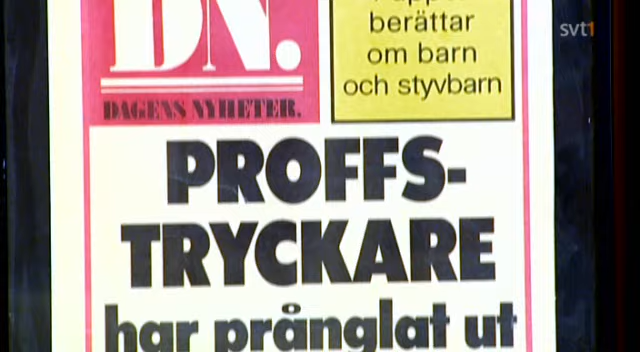 DN.
DAGENS NYHETER.
berättar
om barn
och styvbarn
svt1
PROFFS-
TRYCKARE
har prånglat ut